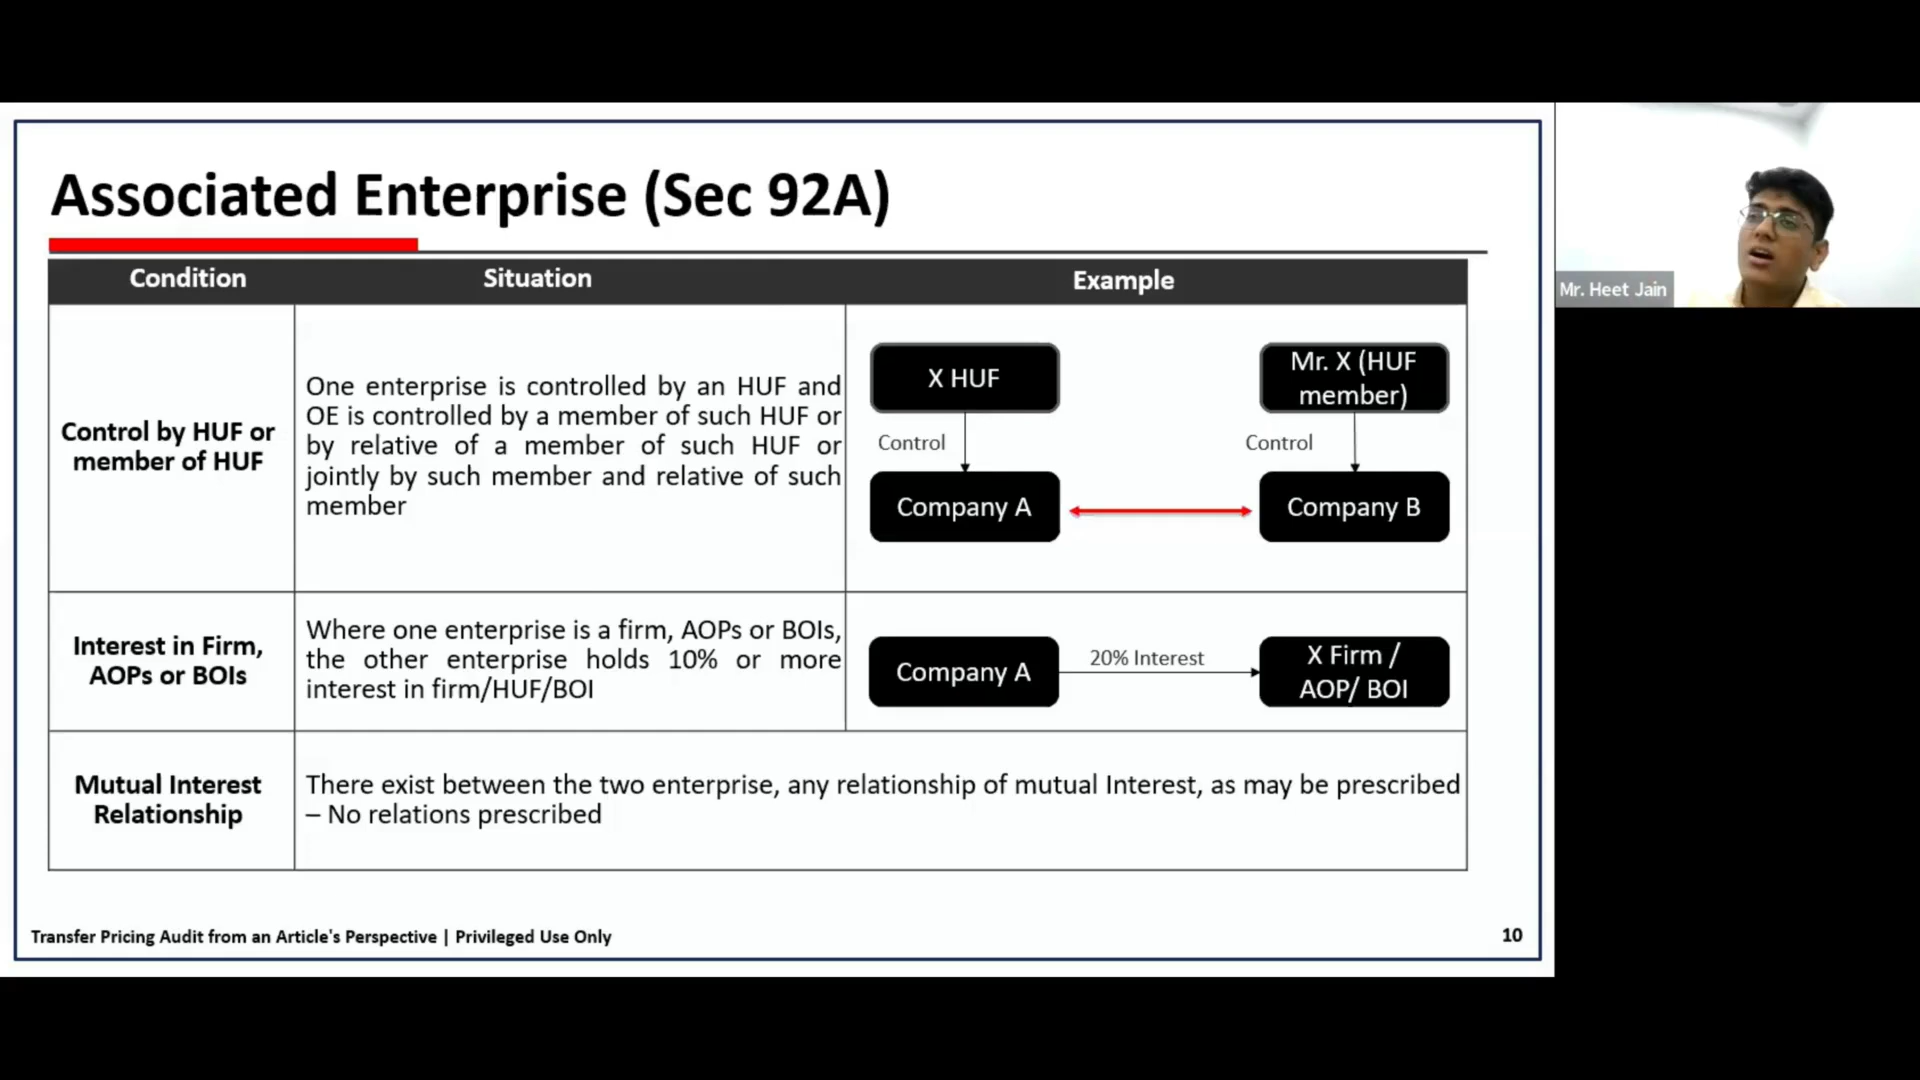 Associated Enterprise (Sec 92A)
Condition
Situation
Example
Control by HUF or
member of HUF
One enterprise is controlled by an HUF and
OE is controlled by a member of such HUF or
by relative of a member of such HUF or
jointly by such member and relative of such
member
X HUF
Mr. X (HUF
member)
Control
Control
Company A
Company B
Interest in Firm,
AOPs or BOIs
Where one enterprise is a firm, AOPs or BOIs,
the other enterprise holds 10% or more
interest in firm/HUF/BOI
Company A
20% Interest
X Firm /
AOP/ BOI
Mutual Interest
Relationship
There exist between the two enterprise, any relationship of mutual Interest, as may be prescribed
– No relations prescribed
Transfer Pricing Audit from an Article's Perspective | Privileged Use Only
10
Mr. Heet Jain